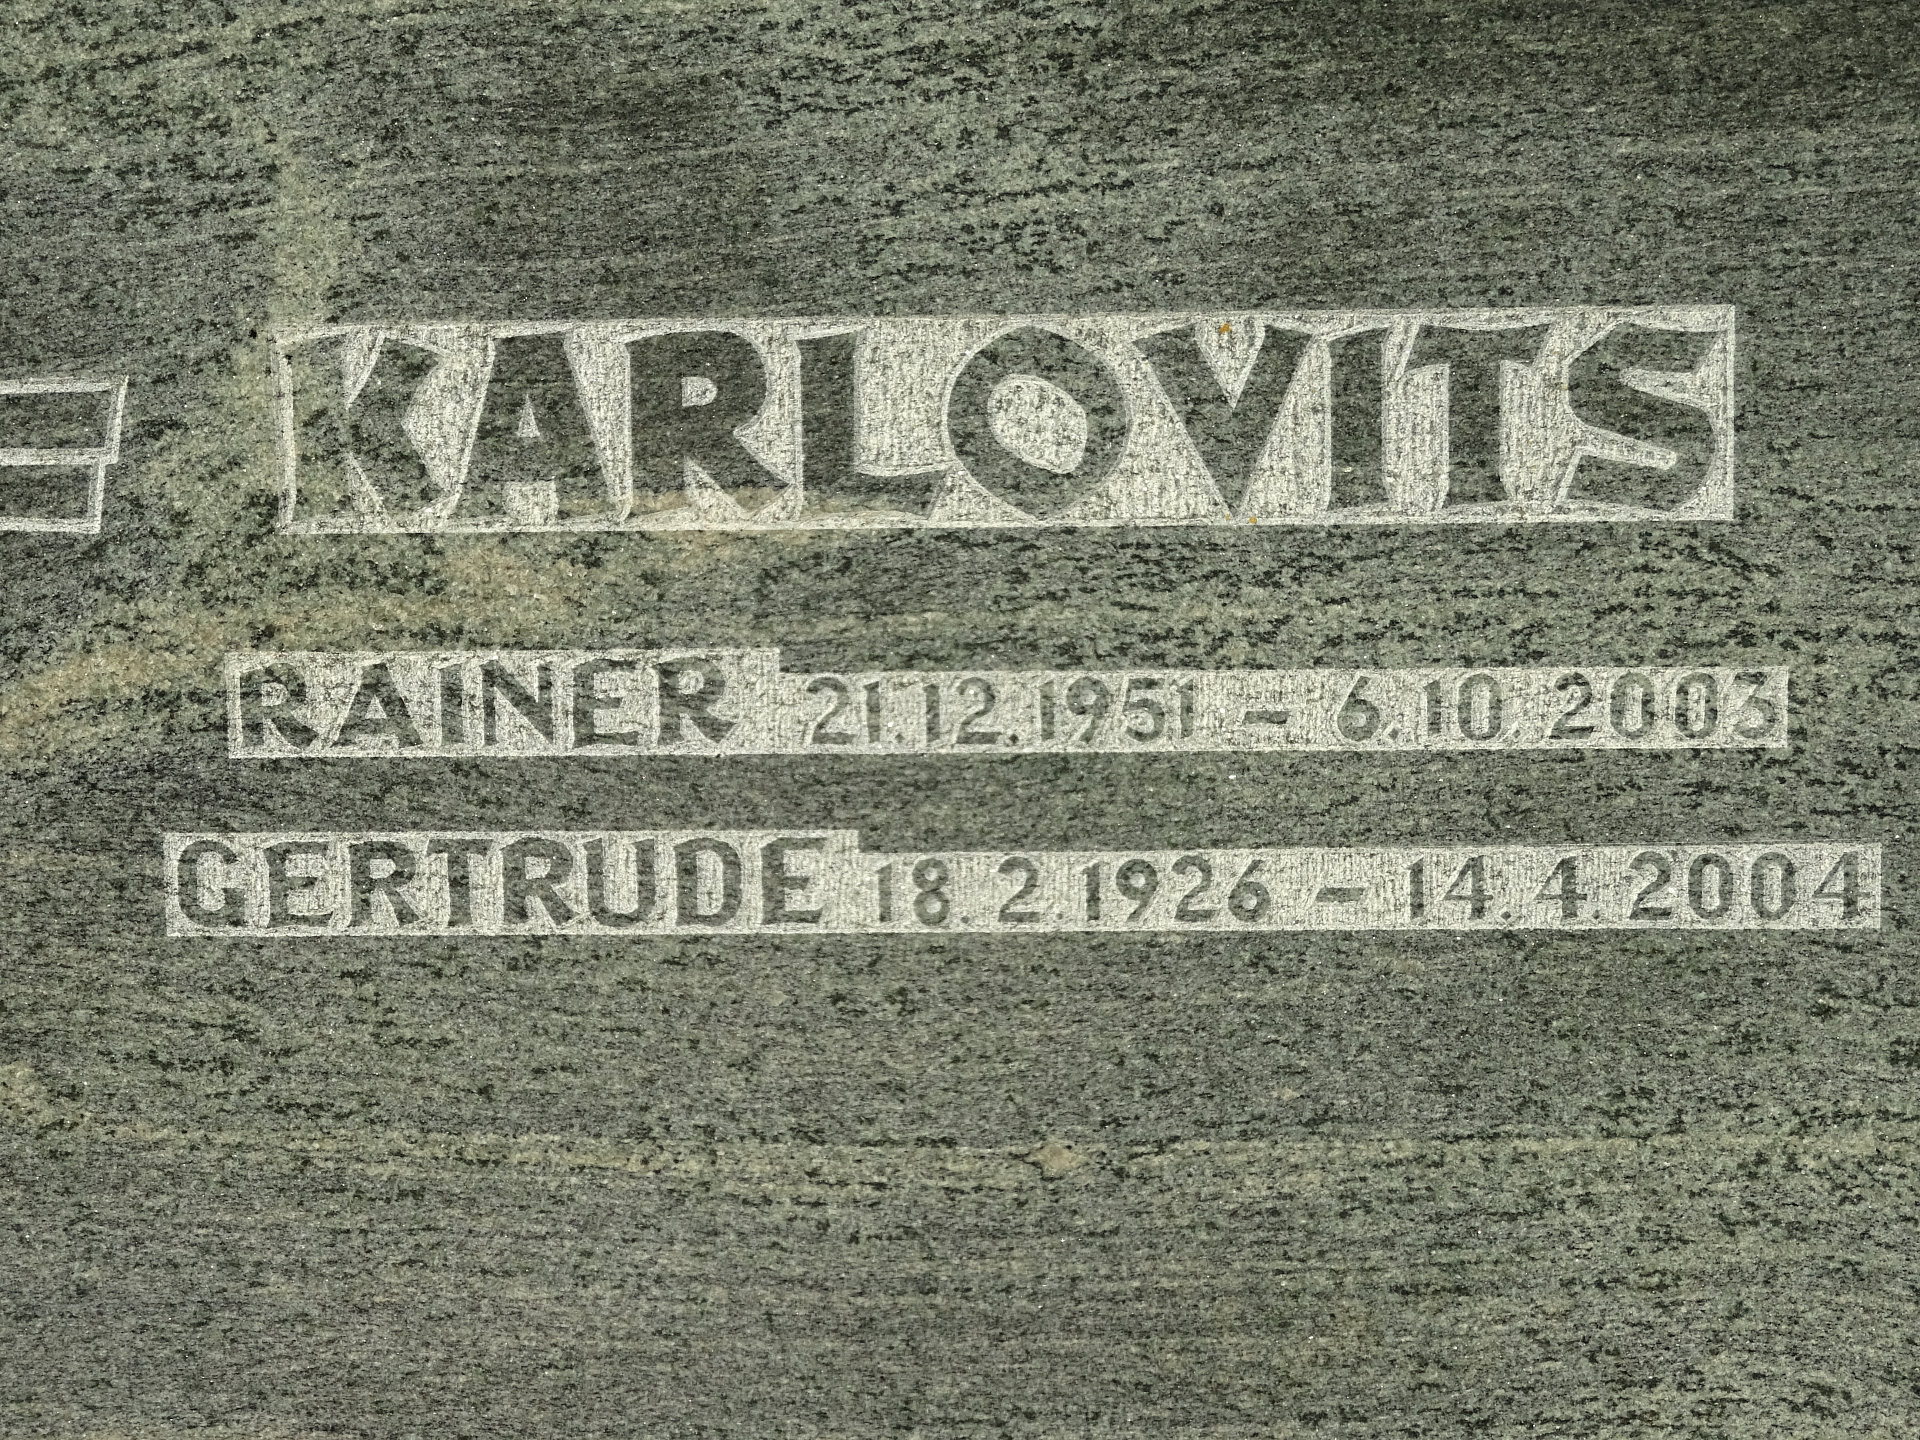 KARLOVITS
RAINER 21.12.1951 – 6.10.2003
GERTRUDE 18.2.1926 – 14.4.2004